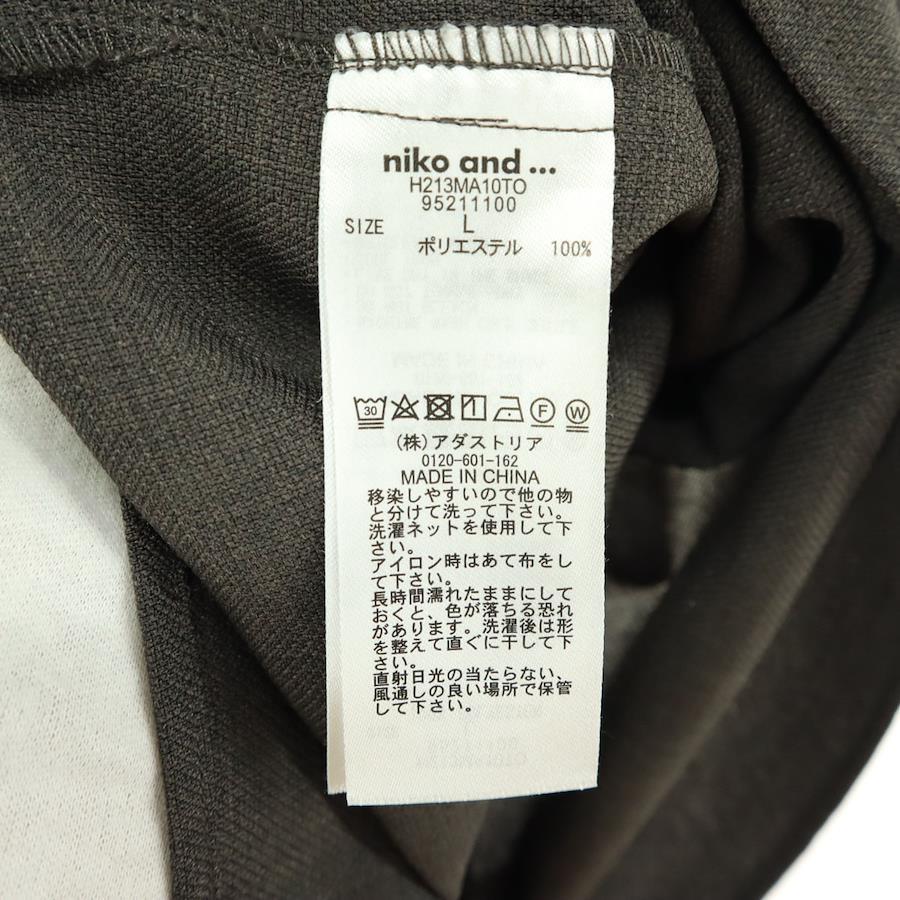 niko and ...
H213MA10TO
95211100
SIZE L
ポリエステル 100%
30 F W
(株)アダストリア
0120-601-162
MADE IN CHINA
移染しやすいので他の物
と分けて洗って下さい。
洗濯ネットを使用して下
さい。
アイロン時はあて布をし
て下さい。
長時間濡れたままにして
おくと、色が落ちる恐れ
があります。洗濯後は形
を整えて直ぐに干して下
さい。
直射日光の当たらない、
風通しの良い場所で保管
して下さい。